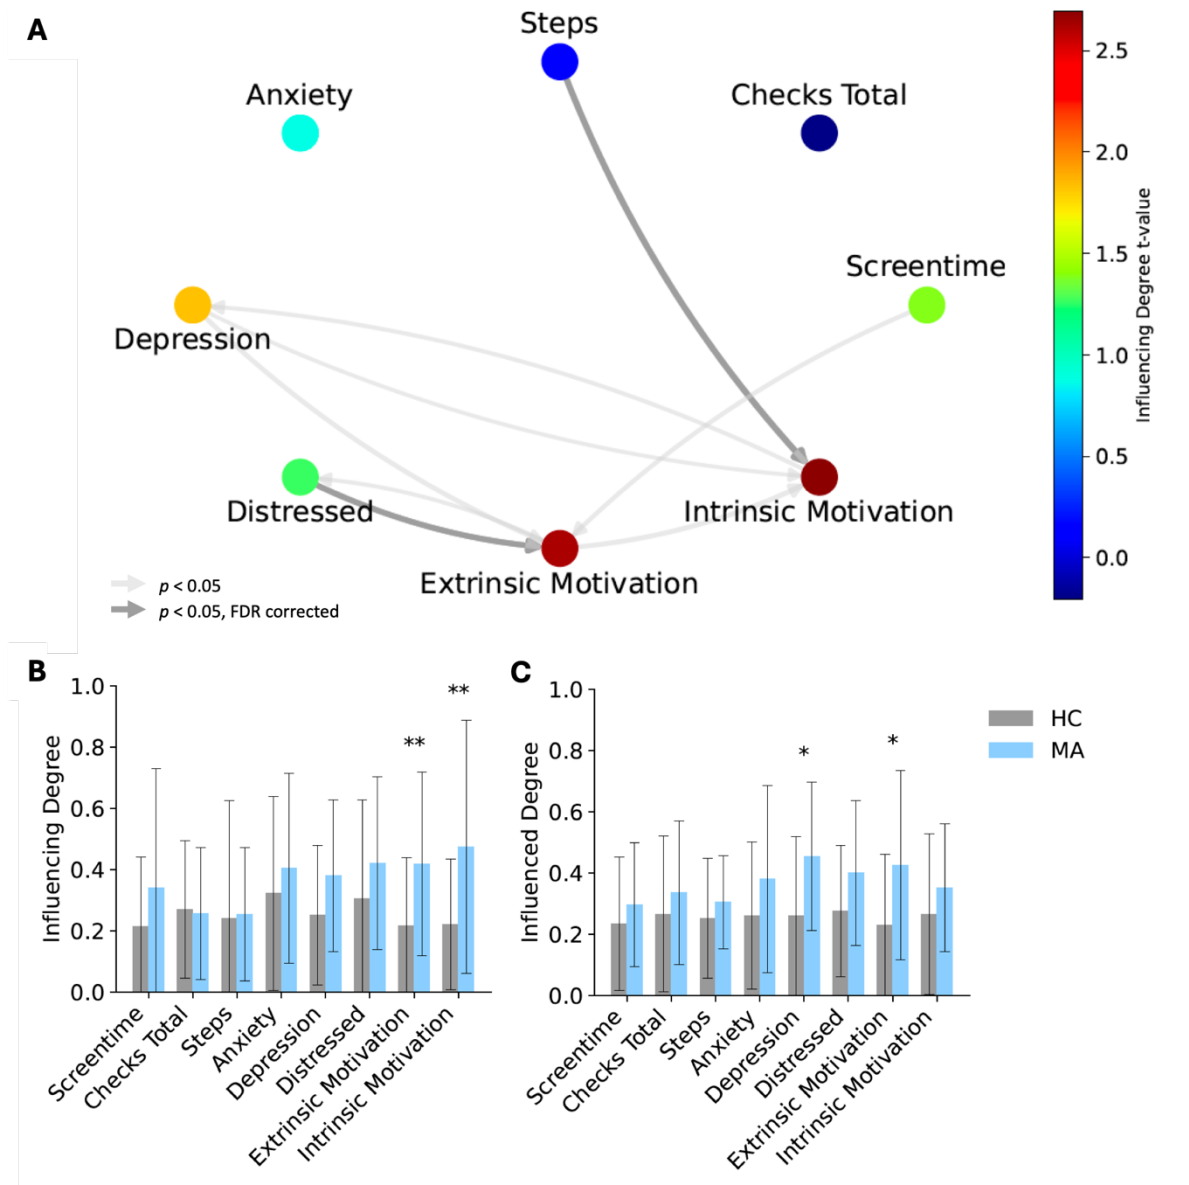 A
Steps
Anxiety
Checks Total
Screentime
Depression
Distressed
Intrinsic Motivation
Extrinsic Motivation
p < 0.05
p < 0.05, FDR corrected
2.5
2.0
1.5
1.0
0.5
0.0
Influencing Degree t-value
B
**
**
1.0
0.8
0.6
0.4
0.2
0.0
Influencing Degree
Screentime
Checks Total
Steps
Anxiety
Depression
Distressed
Extrinsic Motivation
Intrinsic Motivation
C
*
*
1.0
0.8
0.6
0.4
0.2
0.0
Influenced Degree
Screentime
Checks Total
Steps
Anxiety
Depression
Distressed
Extrinsic Motivation
Intrinsic Motivation
HC
MA